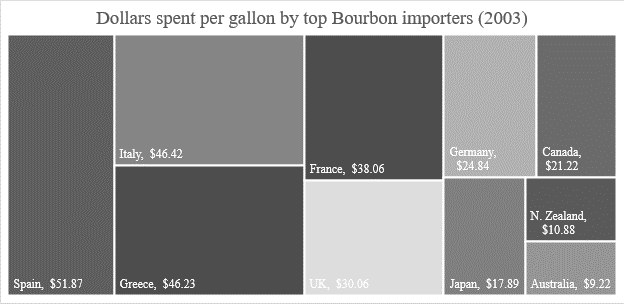 Dollars spent per gallon by top Bourbon importers (2003)
Spain, $51.87
Italy, $46.42
Greece, $46.23
France, $38.06
UK, $30.06
Germany,
$24.84
Canada,
$21.22
Japan, $17.89
N. Zealand,
$10.88
Australia, $9.22